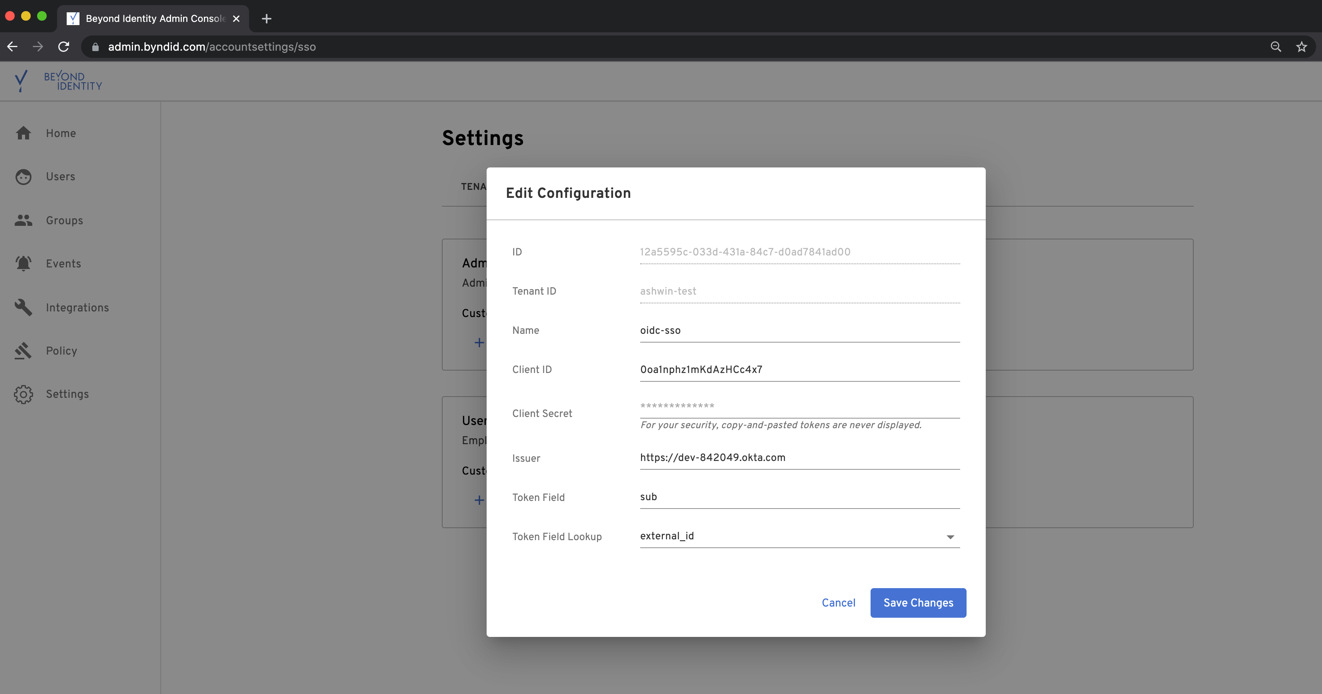 Beyond Identity Admin Console
admin.byndid.com/accountsettings/sso
BEYOND
IDENTITY
Home
Users
Groups
Events
Integrations
Policy
Settings
Settings
TENA
Adm
Admi
Custo
+
User
Empl
Custo
+
Edit Configuration
ID 12a5595c-033d-431a-84c7-d0ad7841ad00
Tenant ID ashwin-test
Name oidc-sso
Client ID 0oa1nphz1mKdAzHCc4x7
Client Secret *************
For your security, copy-and-pasted tokens are never displayed.
Issuer https://dev-842049.okta.com
Token Field sub
Token Field Lookup external_id
Cancel Save Changes